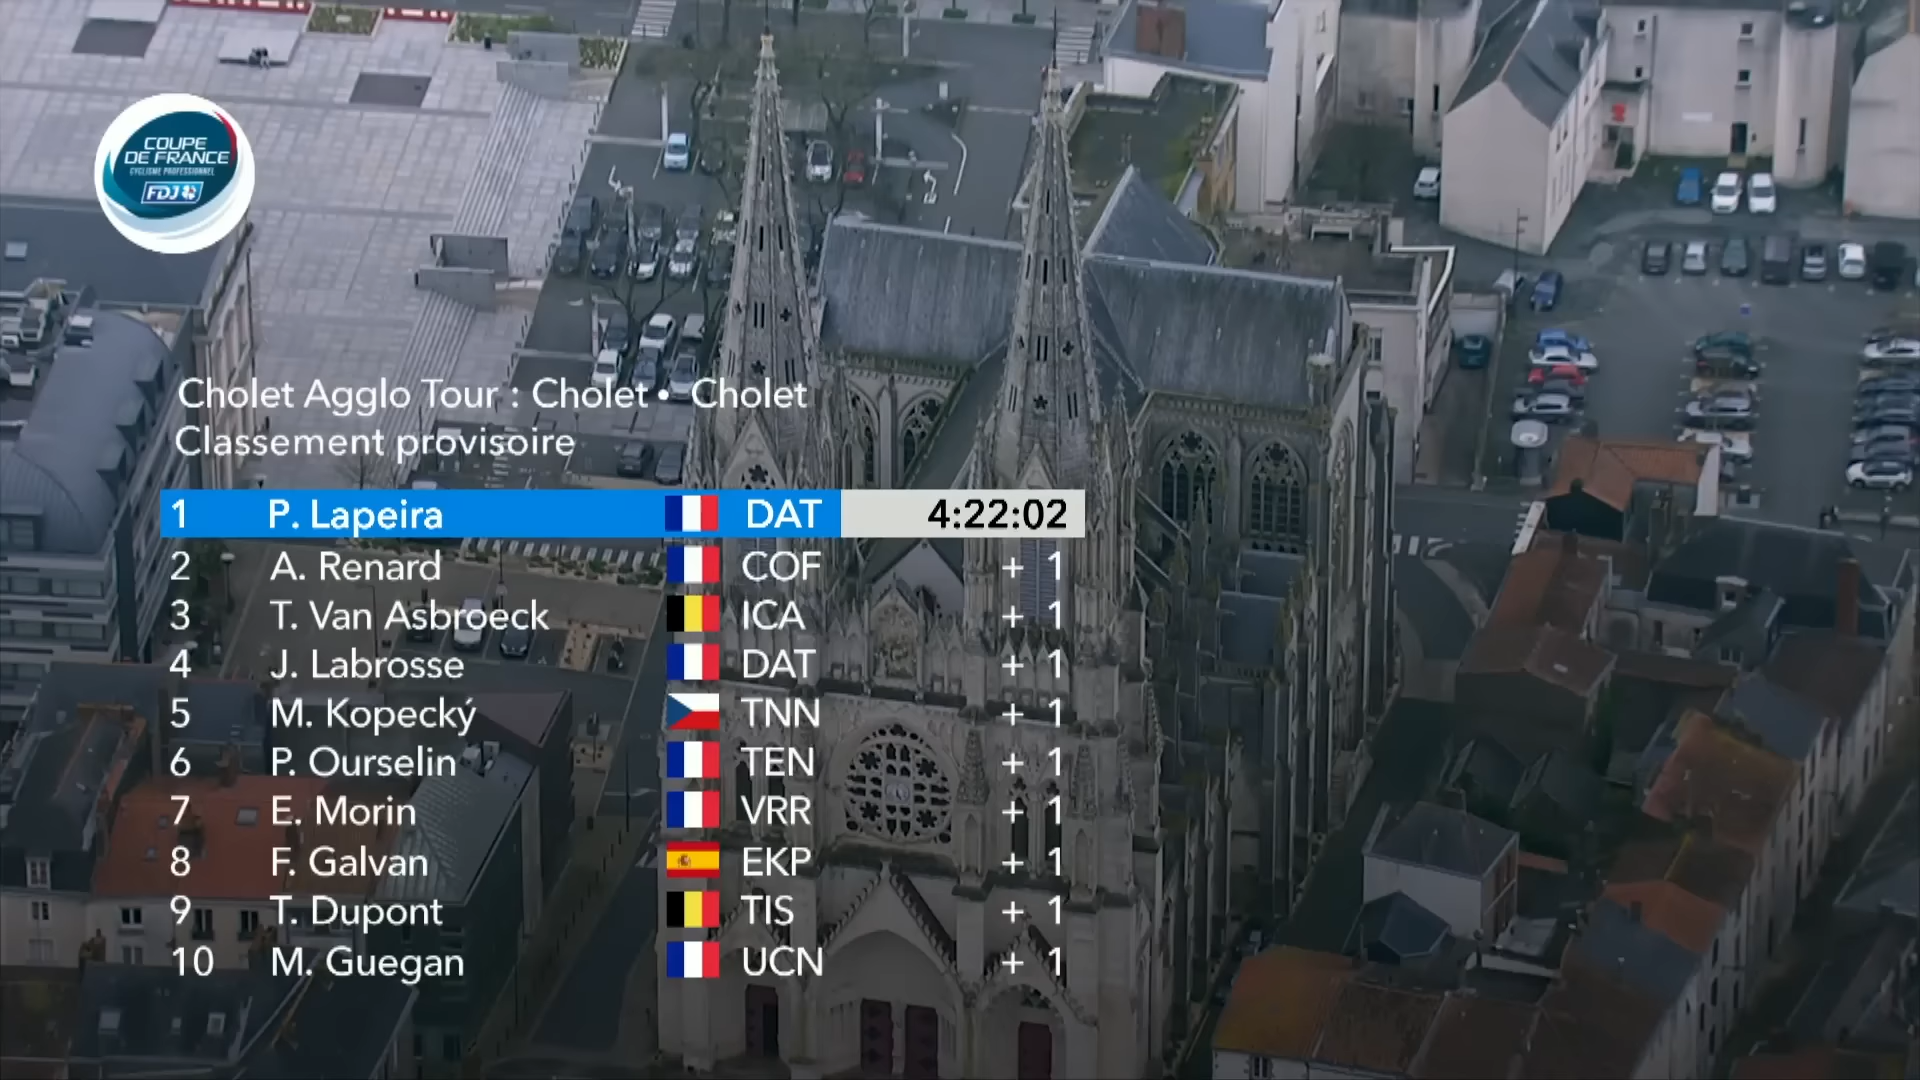 COUPE
DE FRANCE
CYCLISME PROFESSIONNEL
FDJ
Cholet Agglo Tour : Cholet • Cholet
Classement provisoire
1 P. Lapeira DAT 4:22:02
2 A. Renard COF + 1
3 T. Van Asbroeck ICA + 1
4 J. Labrosse DAT + 1
5 M. Kopecký TNN + 1
6 P. Ourselin TEN + 1
7 E. Morin VRR + 1
8 F. Galvan EKP + 1
9 T. Dupont TIS + 1
10 M. Guegan UCN + 1